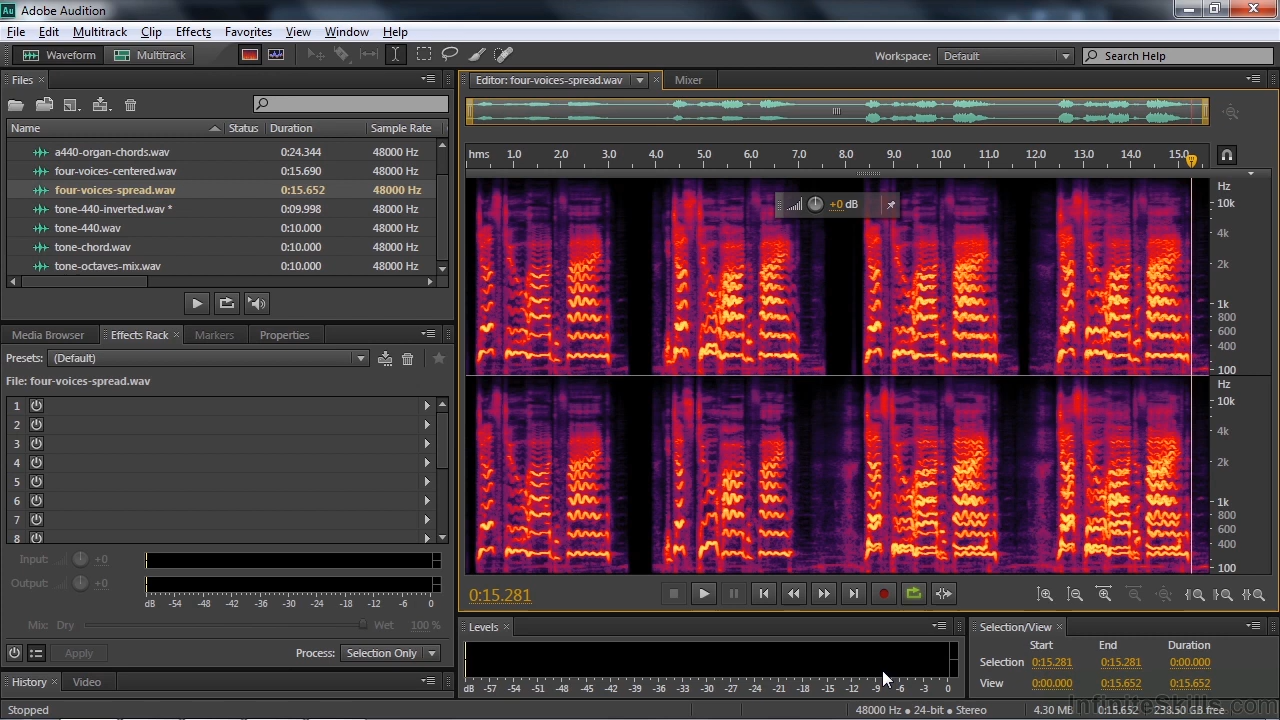 Au Adobe Audition
File Edit Multitrack Clip Effects Favorites View Window Help
Waveform Multitrack Workspace: Default Search Help
Files × Editor: four-voices-spread.wav × Mixer
Name Status Duration Sample Rate
a440-organ-chords.wav 0:24.344 48000 Hz
four-voices-centered.wav 0:15.690 48000 Hz
four-voices-spread.wav 0:15.652 48000 Hz
tone-440-inverted.wav * 0:09.998 48000 Hz
tone-440.wav 0:10.000 48000 Hz
tone-chord.wav 0:10.000 48000 Hz
tone-octaves-mix.wav 0:10.000 48000 Hz
hms 1.0 2.0 3.0 4.0 5.0 6.0 7.0 8.0 9.0 10.0 11.0 12.0 13.0 14.0 15.0
+0 dB
Hz
10k
4k
2k
1k
800
600
400
100
Hz
10k
4k
2k
1k
800
600
400
100
Media Browser Effects Rack × Markers Properties
Presets: (Default)
File: four-voices-spread.wav
1
2
3
4
5
6
7
8
Input: +0
Output: +0
dB -54 -48 -42 -36 -30 -24 -18 -12 -6 0
Mix: Dry Wet 100 %
Apply Process: Selection Only
History × Video
Stopped
0:15.281
Levels ×
dB -57 -54 -51 -48 -45 -42 -39 -36 -33 -30 -27 -24 -21 -18 -15 -12 -9 -6 -3 0
Selection/View ×
Start End Duration
Selection 0:15.281 0:15.281 0:00.000
View 0:00.000 0:15.652 0:15.652
48000 Hz ● 24-bit ● Stereo 4.30 MB 0:15.652 238.50 GB free
InfiniteSkills.com